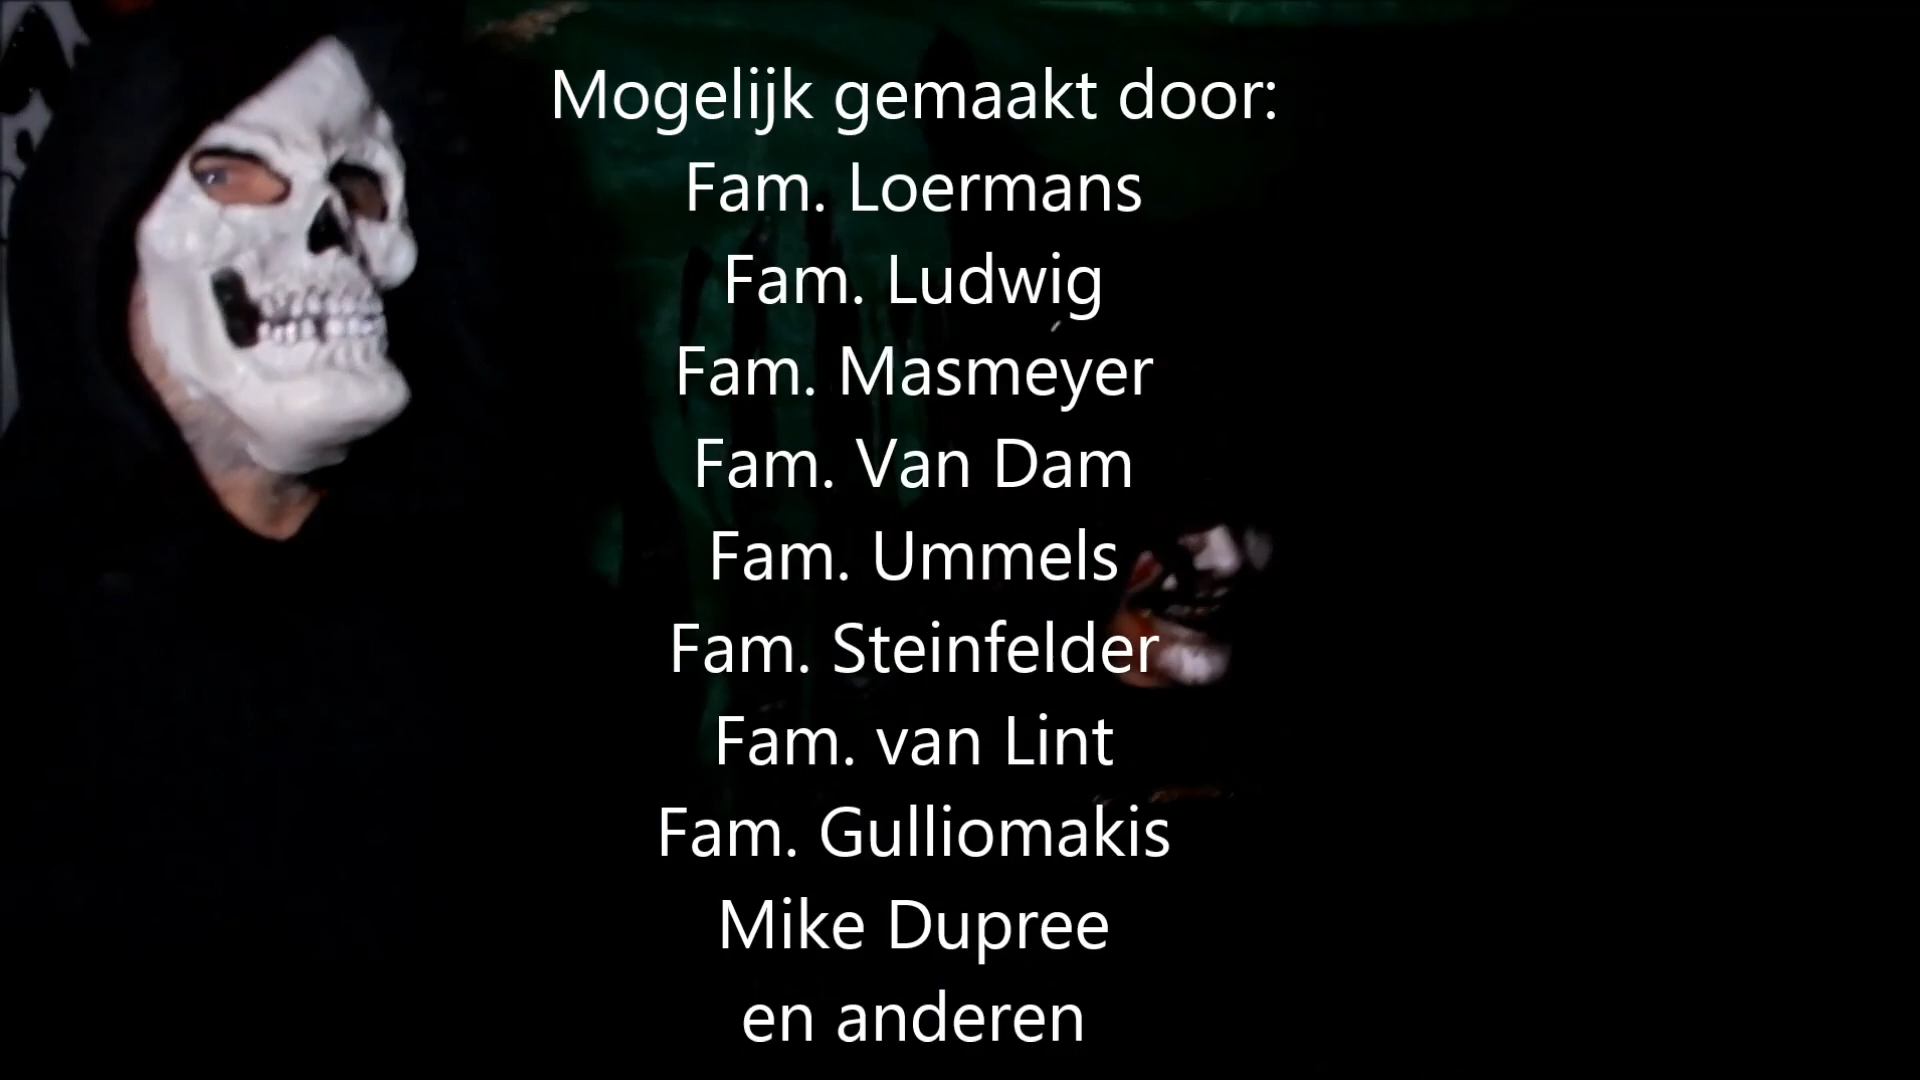 Mogelijk gemaakt door:
Fam. Loermans
Fam. Ludwig
Fam. Masmeyer
Fam. Van Dam
Fam. Ummels
Fam. Steinfelder
Fam. van Lint
Fam. Gulliomakis
Mike Dupree
en anderen